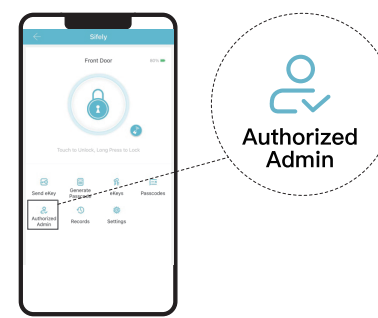 Sifely
Front Door
80%
Touch to Unlock, Long Press to Lock
Send eKey
Generate
Passcode
eKeys
Passcodes
Authorized
Admin
Records
Settings
Authorized
Admin